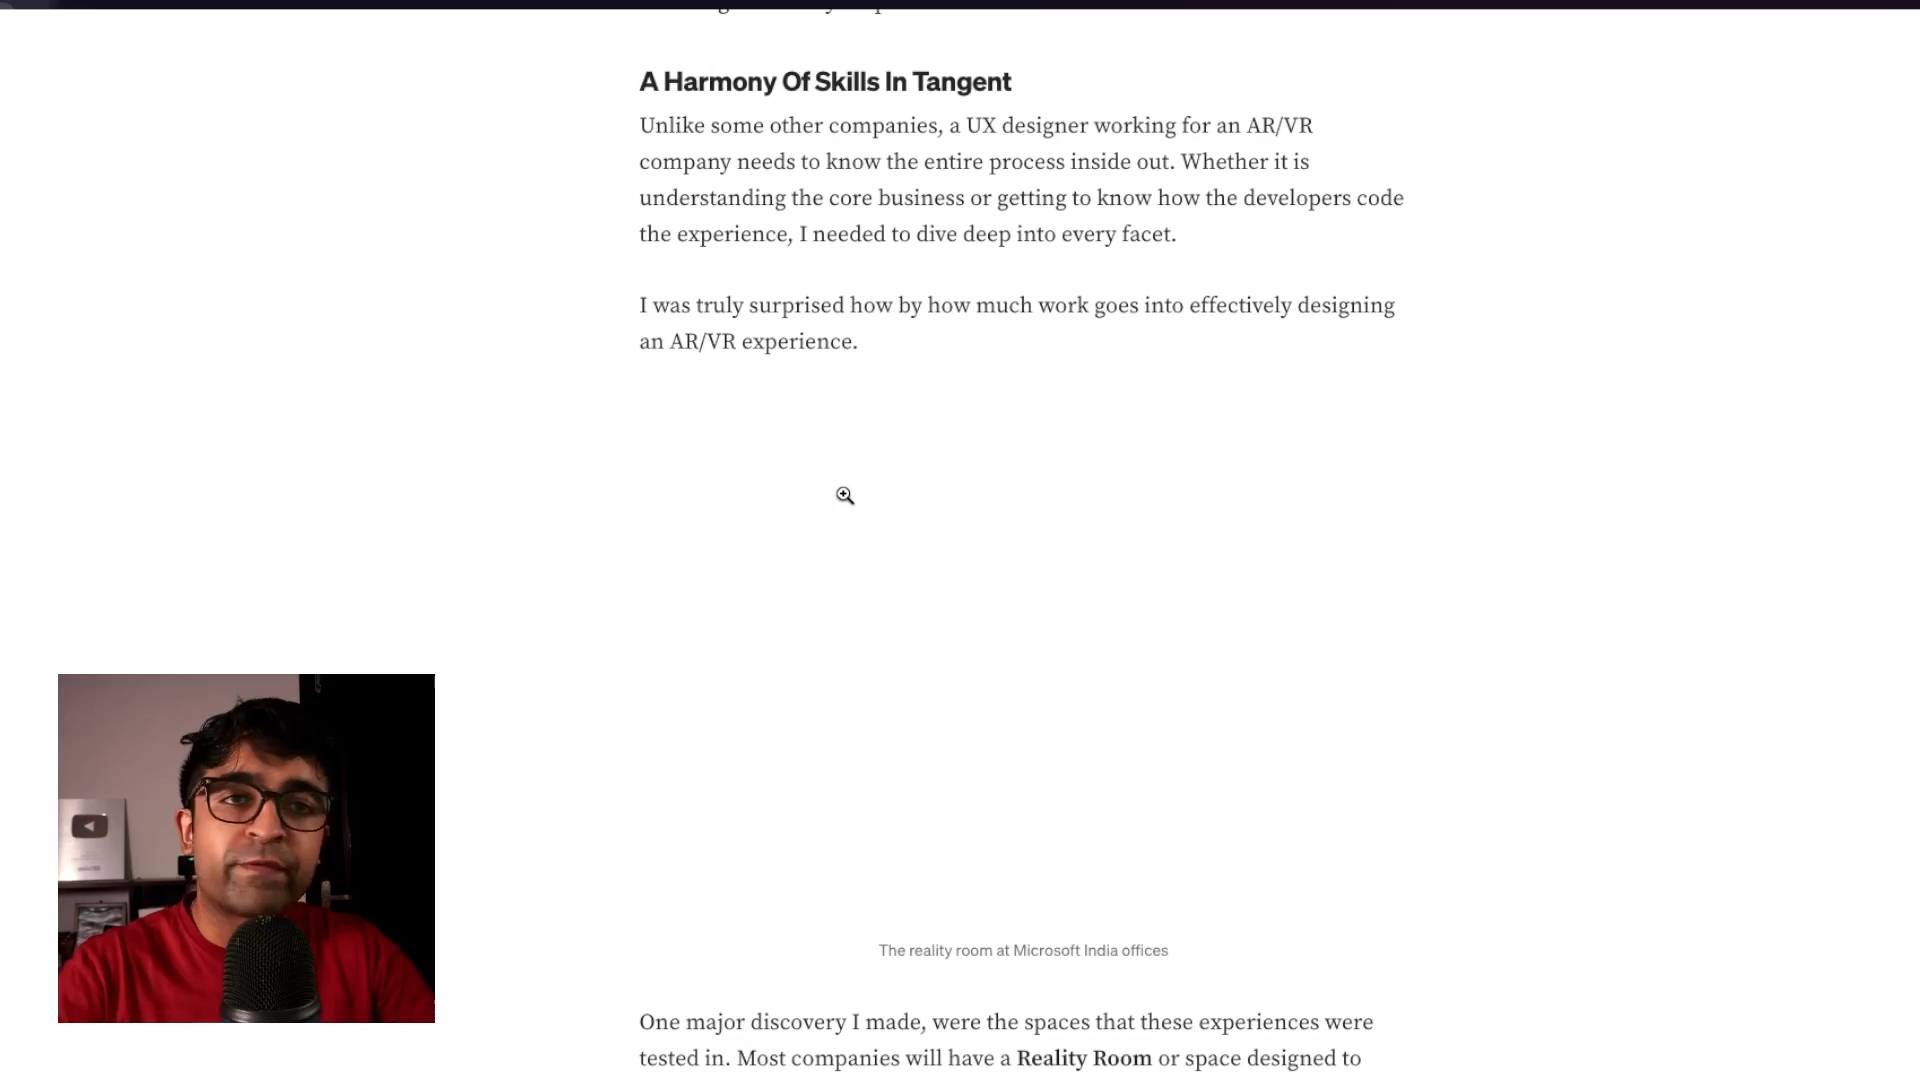 A Harmony Of Skills In Tangent
Unlike some other companies, a UX designer working for an AR/VR
company needs to know the entire process inside out. Whether it is
understanding the core business or getting to know how the developers code
the experience, I needed to dive deep into every facet.
I was truly surprised how by how much work goes into effectively designing
an AR/VR experience.
The reality room at Microsoft India offices
One major discovery I made, were the spaces that these experiences were
tested in. Most companies will have a Reality Room or space designed to